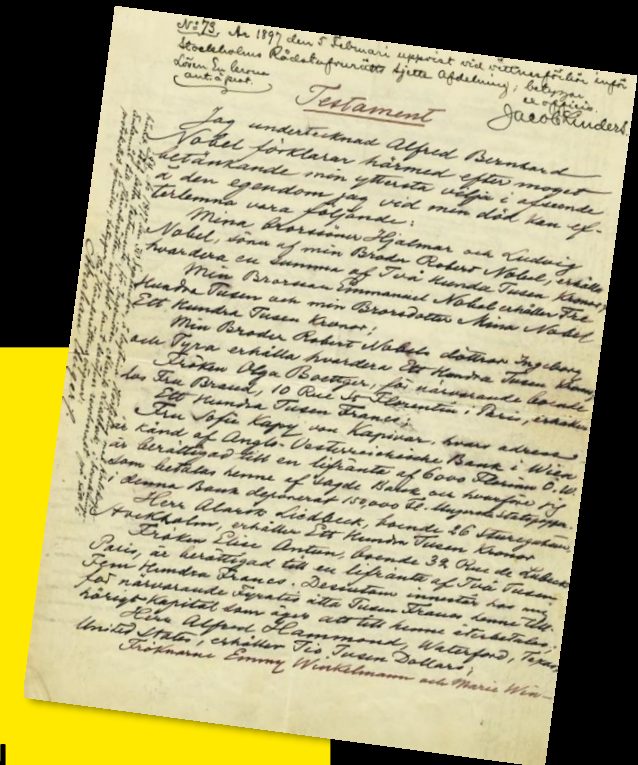 No 73. År 1897 den 5 Februari uppvist vid vittnesförhör inför
Stockholms Rådstufvurätts sjette Afdelning; betygar
ex officio.
Jacob Lüders
Testament
Jag undertecknad Alfred Bernhard
Nobel förklarar härmed efter moget
betänkande min yttersta vilja i afseende
å den egendom jag vid min död kan ef-
terlemna vara följande:
Mina Brorsöner Hjalmar och Ludvig
Nobel, söner af min Broder Robert Nobel, erhålla
hvardera en summa af Två Hundra Tusen Kronor;
Min Brorson Emmanuel Nobel erhåller Tre
Hundra Tusen och min Brorsdotter Mina Nobel
Ett Hundra Tusen Kronor;
Min Broder Robert Nobels döttrar Ingeborg
och Tyra erhålla hvardera Ett Hundra Tusen Kronor;
Fröken Olga Boettger, för närvarande boende
hos Fru Brand, 10 Rue St Florentin i Paris, erhåller
Ett Hundra Tusen Francs;
Fru Sofie Kapy von Kapivar, hvars adress
är känd af Anglo-Oesterreichische Bank i Wien
är berättigad till en lifränta af 6000 Florins Ö.W.
som betalas henne af sagde Bank och hvarför jag
i denna Bank deponerat 150,000 Fl. i Ungerska statspapper.
Herr Alarik Liedbeck, boende 26 Sturegatan,
Stockholm, erhåller Ett Hundra Tusen Kronor
Fröken Elise Antun, boende 32 Rue de Lubeck
Paris, är berättigad till en lifränta af Två Tusen
Fem Hundra Francs. Dessutom innestår hos mig
för närvarande Fyratio åtta Tusen Francs henne till-
hörigt Kapital som äger att till henne återbetalas;
Herr Alfred Hammond, Waterford, Texas,
United States, erhåller Tio Tusen Dollars;
Fröknarne Emmy Winkelmann och Marie Win-